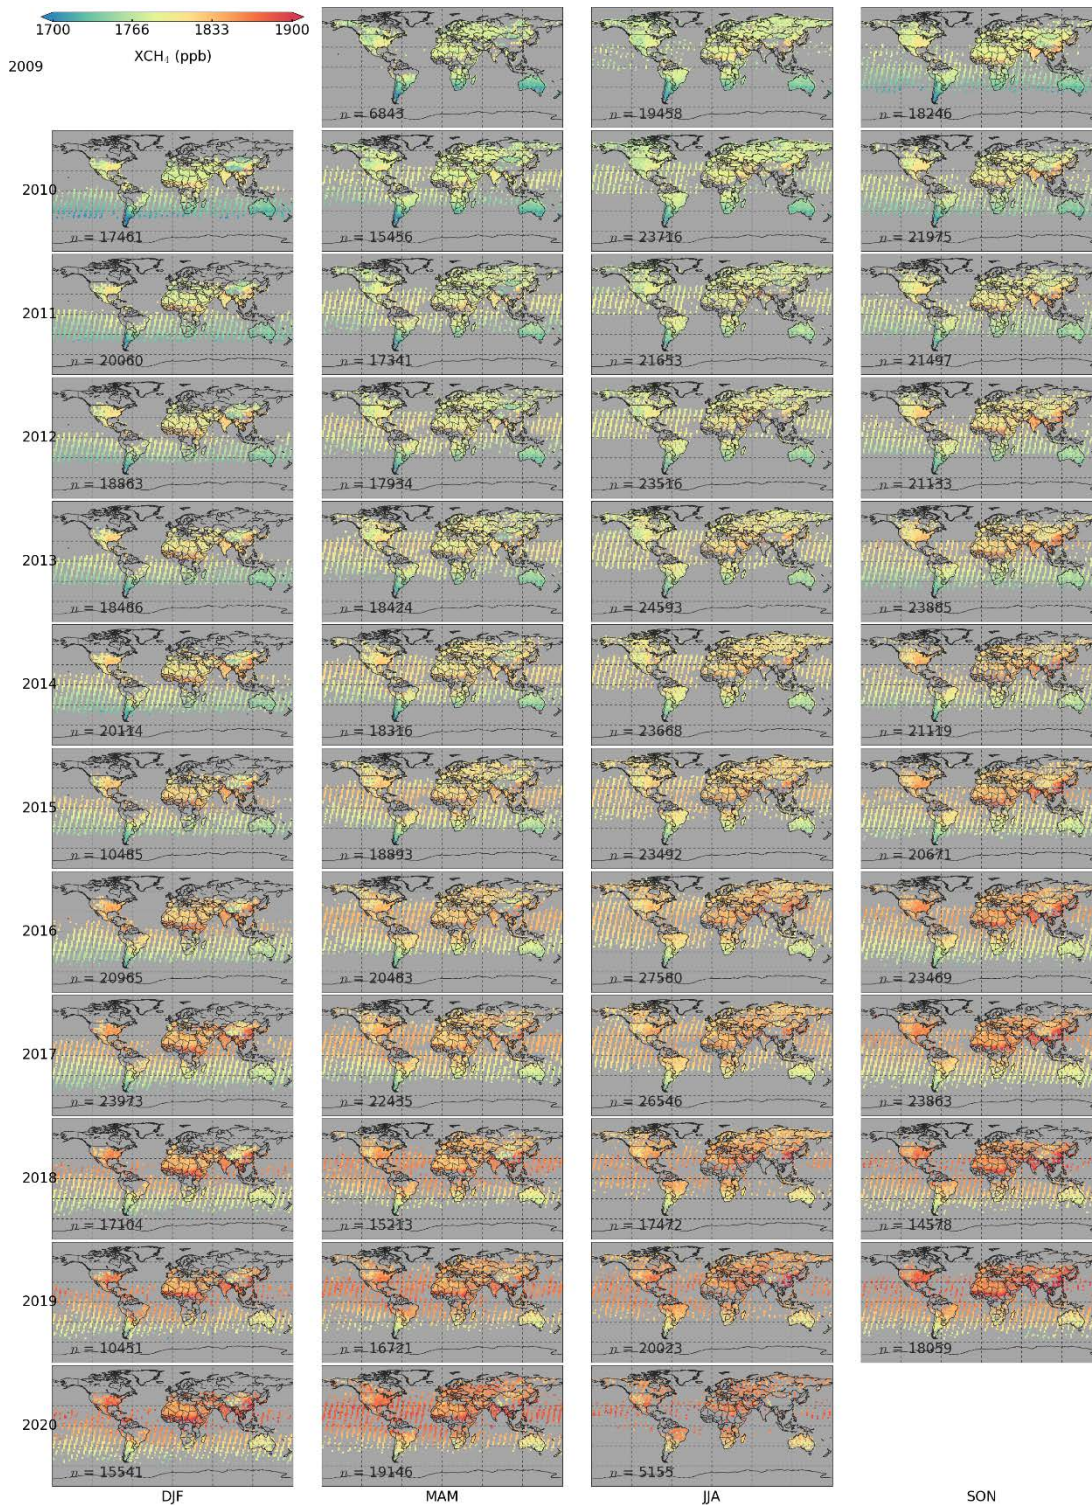 1700 1766 1833 1900
XCH₄ (ppb)
2009
n = 6843
n = 19458
n = 18246
2010
n = 17461
n = 15456
n = 23716
n = 21975
2011
n = 20060
n = 17341
n = 21653
n = 21497
2012
n = 18863
n = 17934
n = 23516
n = 21133
2013
n = 18466
n = 18424
n = 24593
n = 23865
2014
n = 20114
n = 18316
n = 23668
n = 21119
2015
n = 10485
n = 18893
n = 23492
n = 20671
2016
n = 20965
n = 20483
n = 27580
n = 23469
2017
n = 23973
n = 22435
n = 26546
n = 23863
2018
n = 17104
n = 15213
n = 17472
n = 14578
2019
n = 10451
n = 16721
n = 20023
n = 18059
2020
n = 15541
n = 19146
n = 5155
DJF MAM JJA SON